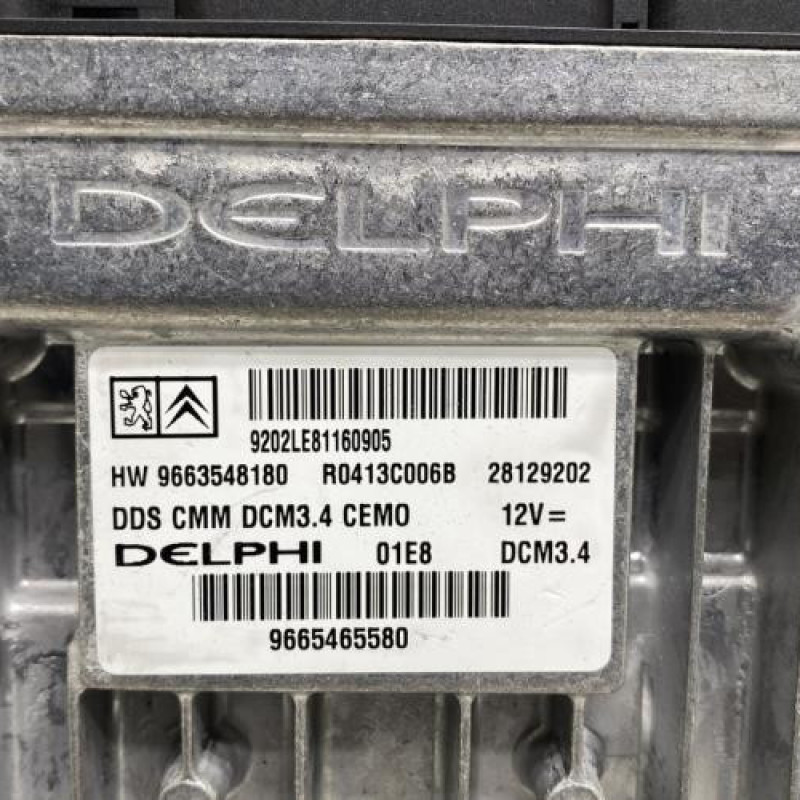 DELPHI
9202LE81160905
HW 9663548180 R0413C006B 28129202
DDS CMM DCM3.4 CEMO 12V=
DELPHI 01E8 DCM3.4
9665465580